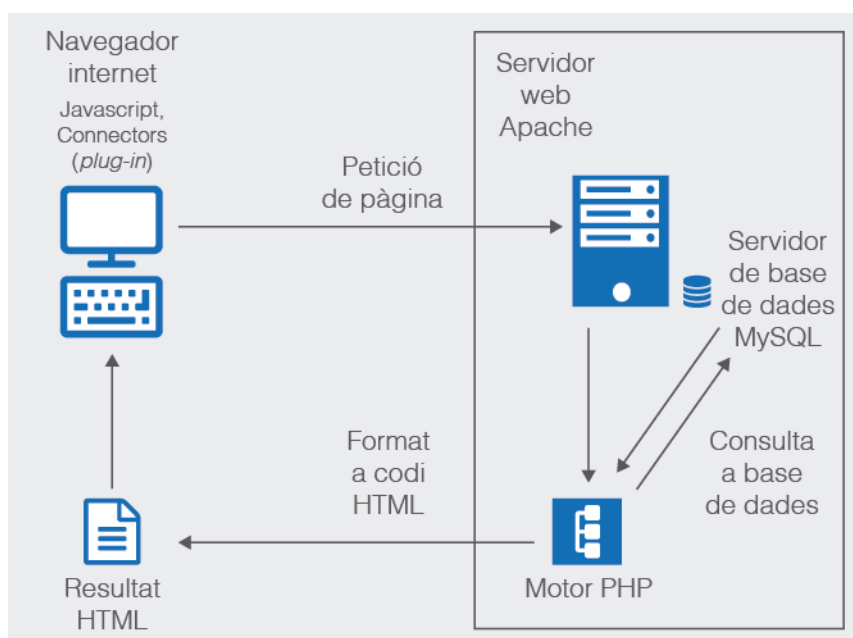 Navegador
internet
Javascript,
Connectors
(plug-in)
Petició
de pàgina
Servidor
web
Apache
Servidor
de base
de dades
MySQL
Consulta
a base
de dades
Motor PHP
Format
a codi
HTML
Resultat
HTML